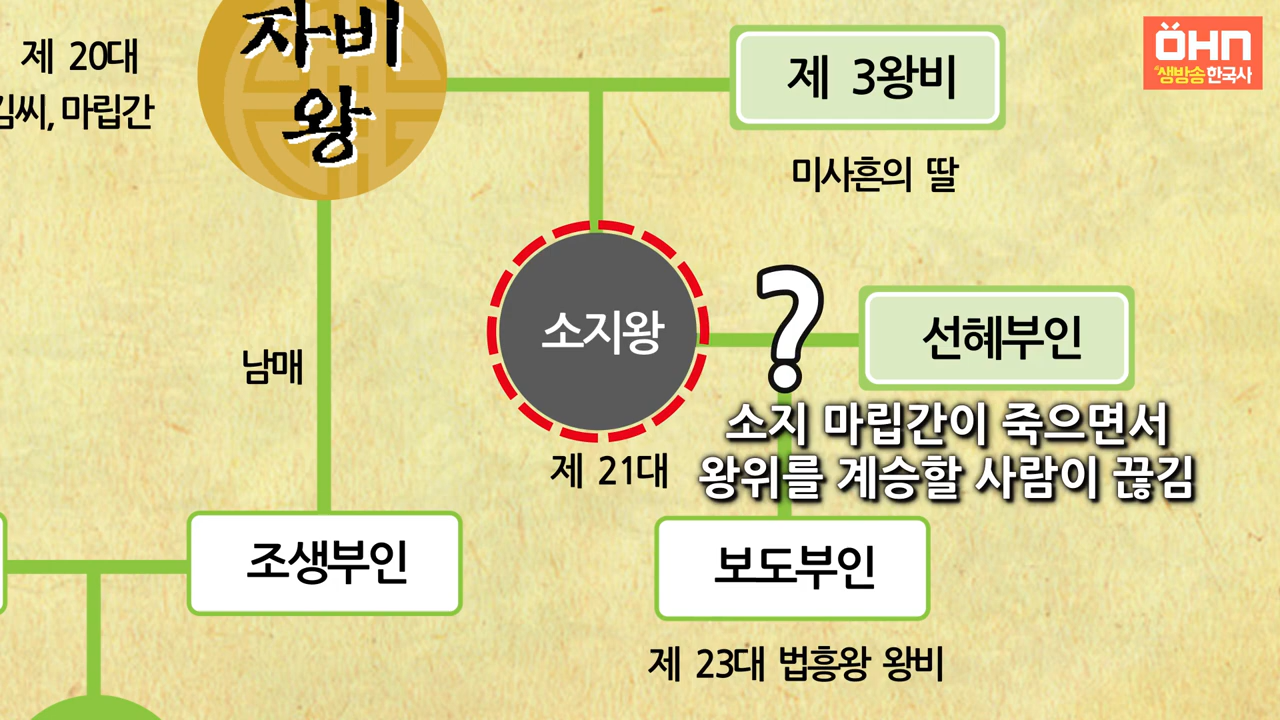 제 20대
김씨, 마립간
자비
왕
제 3왕비
미사흔의 딸
ÖHN
생방송 한국사
소지왕
?
선혜부인
소지 마립간이 죽으면서
왕위를 계승할 사람이 끊김
남매
제 21대
조생부인
보도부인
제 23대 법흥왕 왕비